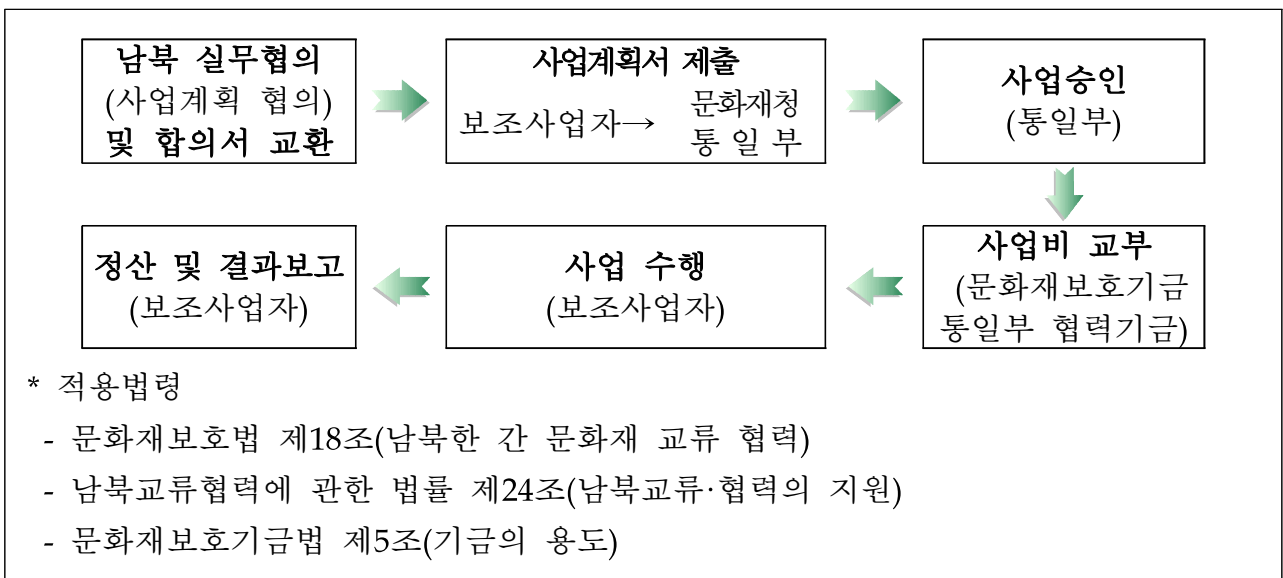 남북 실무협의
(사업계획 협의)
및 합의서 교환
사업계획서 제출
보조사업자→
문화재청
통 일 부
사업승인
(통일부)
사업비 교부
(문화재보호기금
통일부 협력기금)
사업 수행
(보조사업자)
정산 및 결과보고
(보조사업자)
* 적용법령
- 문화재보호법 제18조(남북한 간 문화재 교류 협력)
- 남북교류협력에 관한 법률 제24조(남북교류·협력의 지원)
- 문화재보호기금법 제5조(기금의 용도)